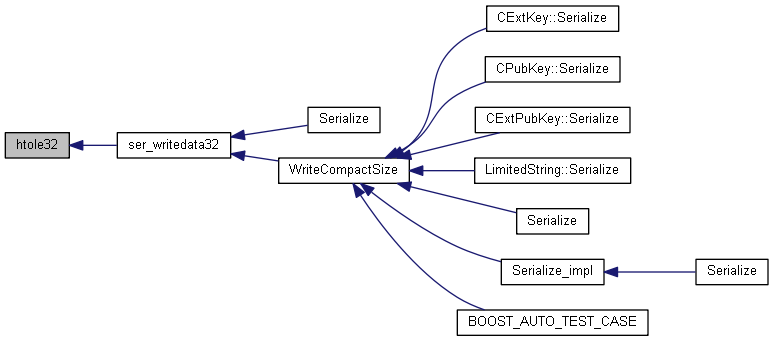 CExtKey::Serialize
CPubKey::Serialize
Serialize
CExtPubKey::Serialize
htole32
ser_writedata32
WriteCompactSize
LimitedString::Serialize
Serialize
Serialize_impl
Serialize
BOOST_AUTO_TEST_CASE